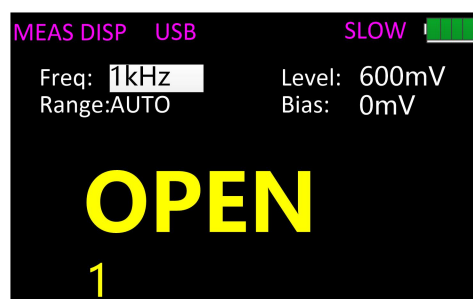 MEAS DISP USB SLOW
Freq: 1kHz Level: 600mV
Range:AUTO Bias: 0mV
OPEN
1